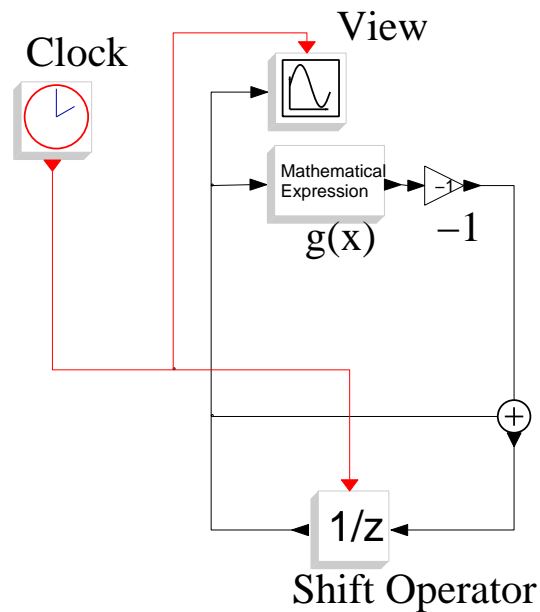 View
Clock
Mathematical
Expression
−1
g(x)
−1
+
1/z
Shift Operator